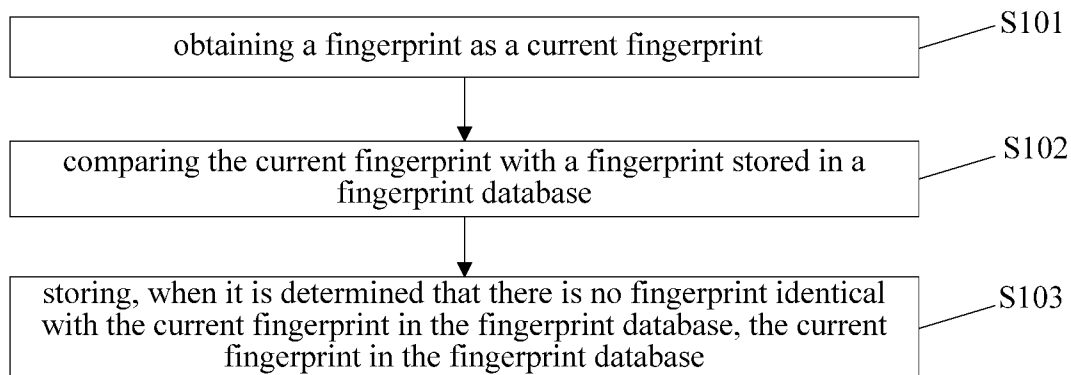 obtaining a fingerprint as a current fingerprint
S101
comparing the current fingerprint with a fingerprint stored in a
fingerprint database
S102
storing, when it is determined that there is no fingerprint identical
with the current fingerprint in the fingerprint database, the current
fingerprint in the fingerprint database
S103